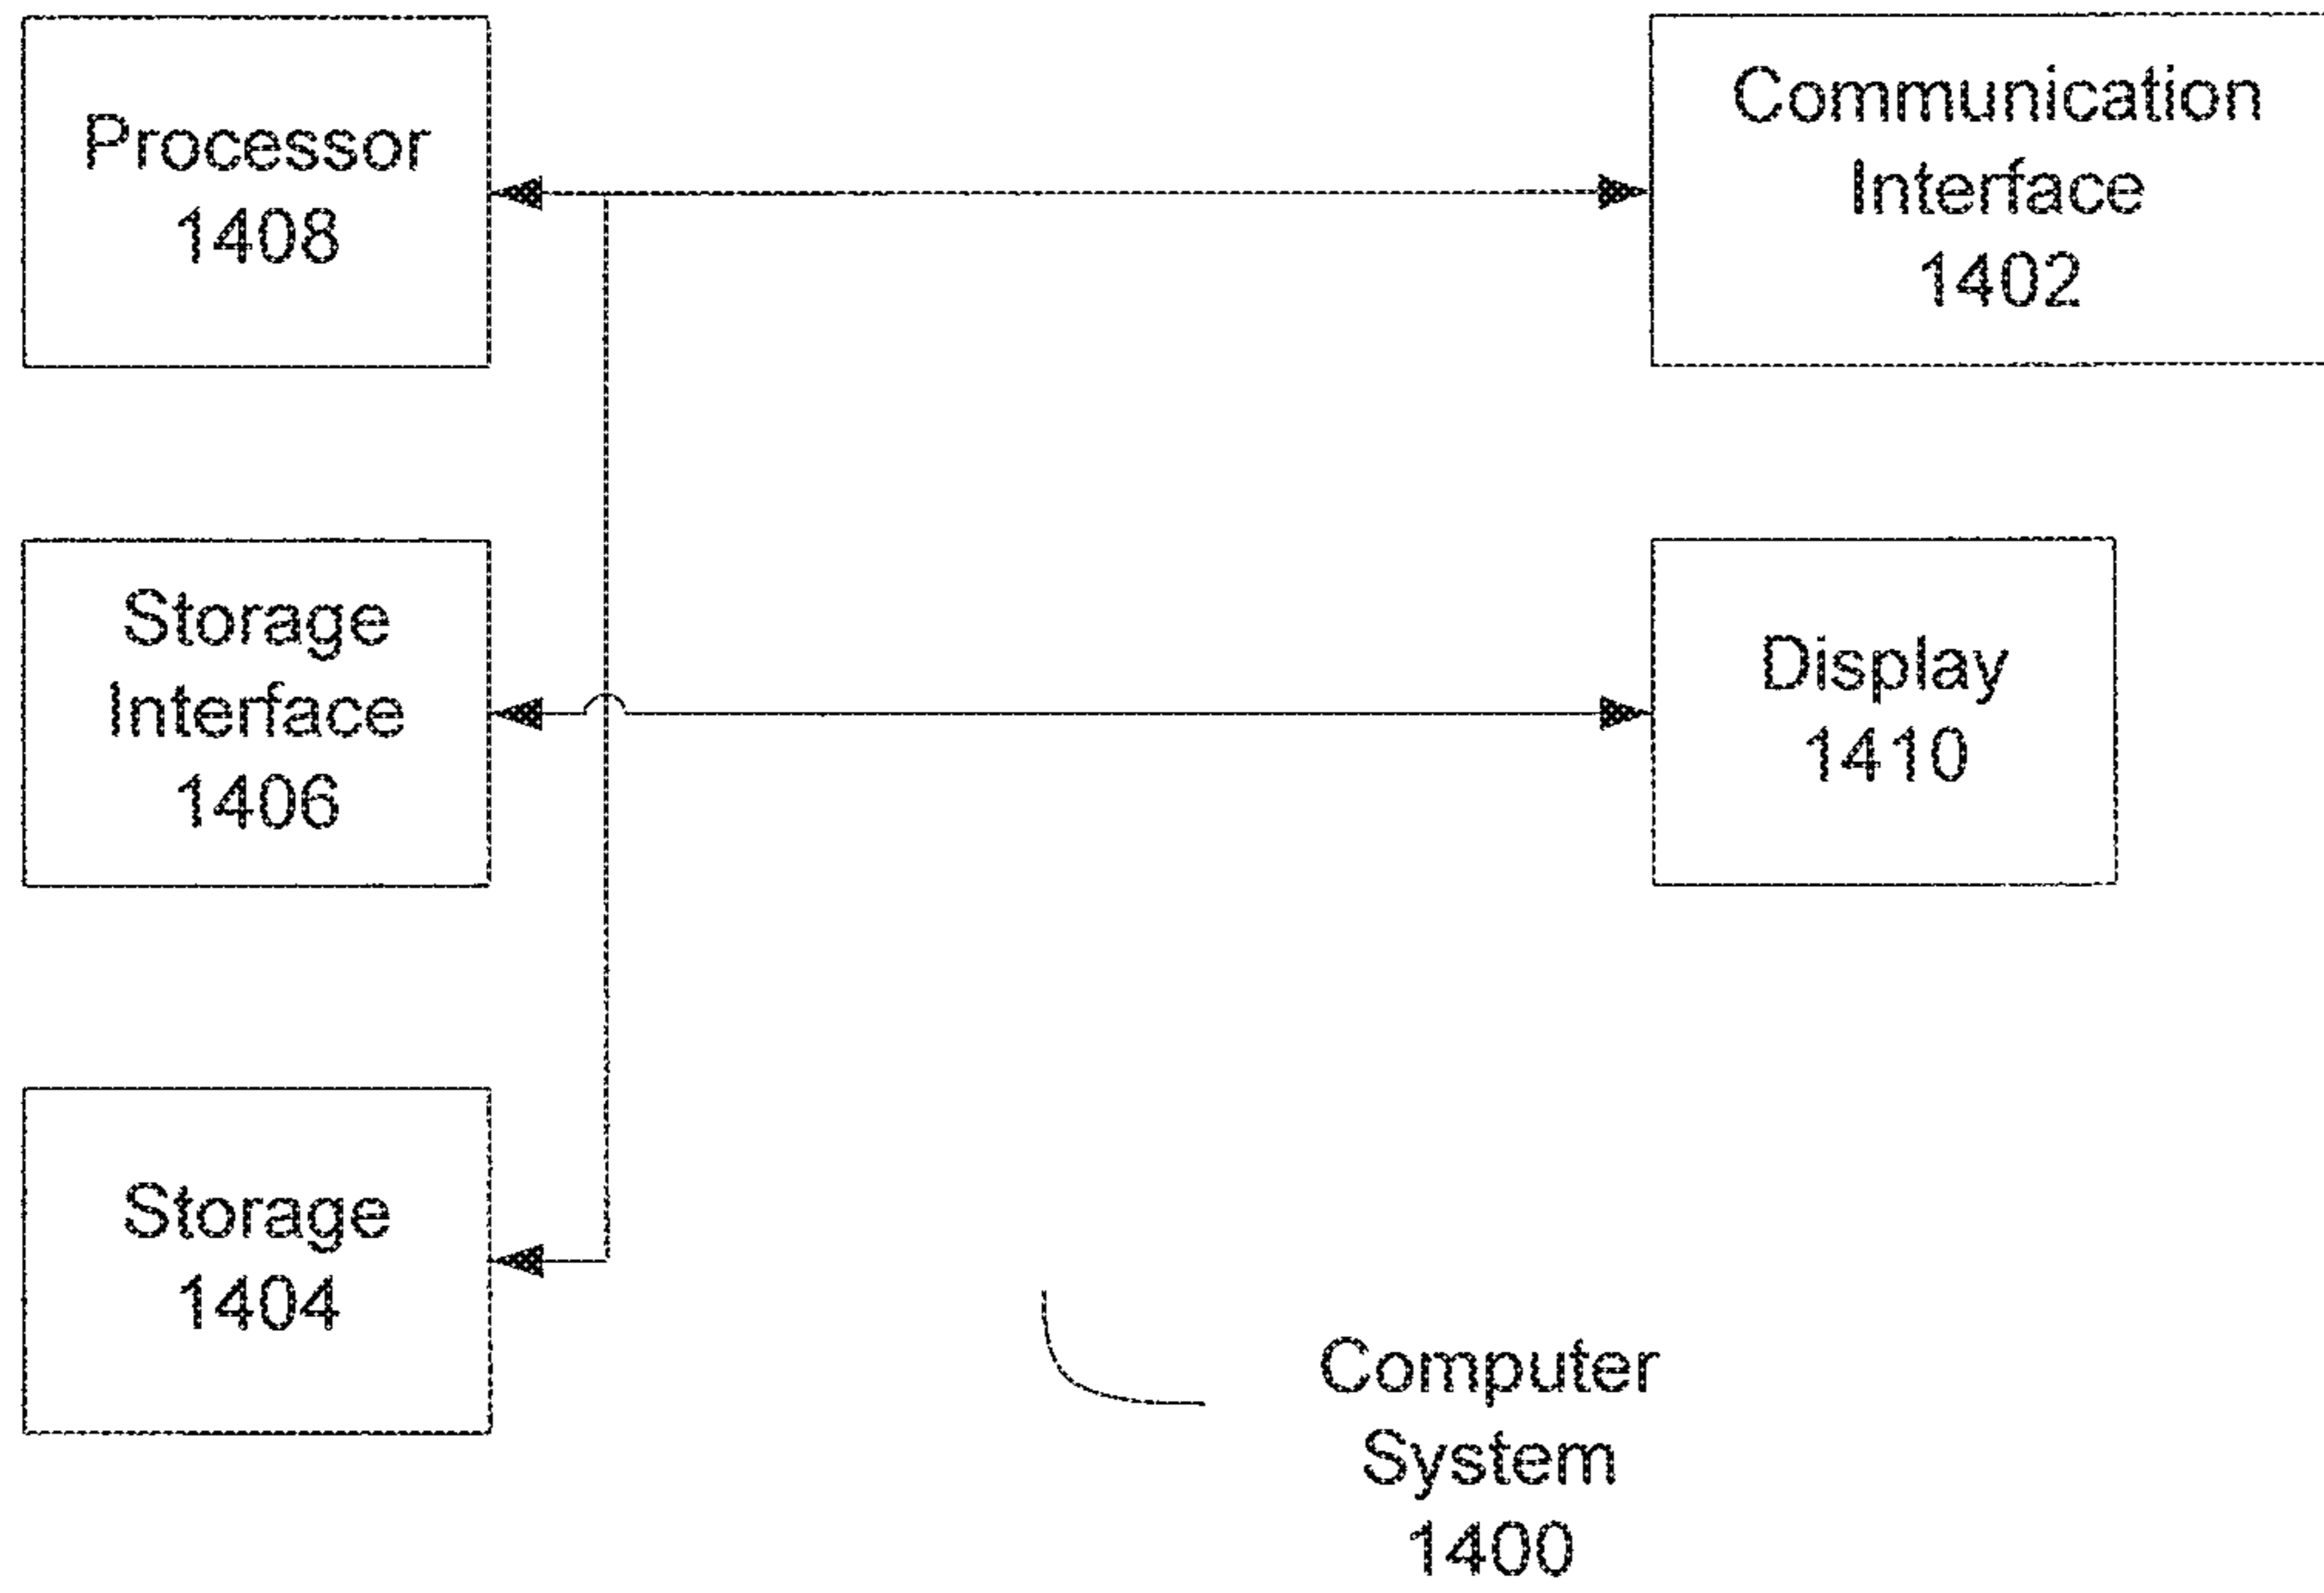 Processor
1408
Communication
Interface
1402
Storage
Interface
1406
Display
1410
Storage
1404
Computer
System
1400